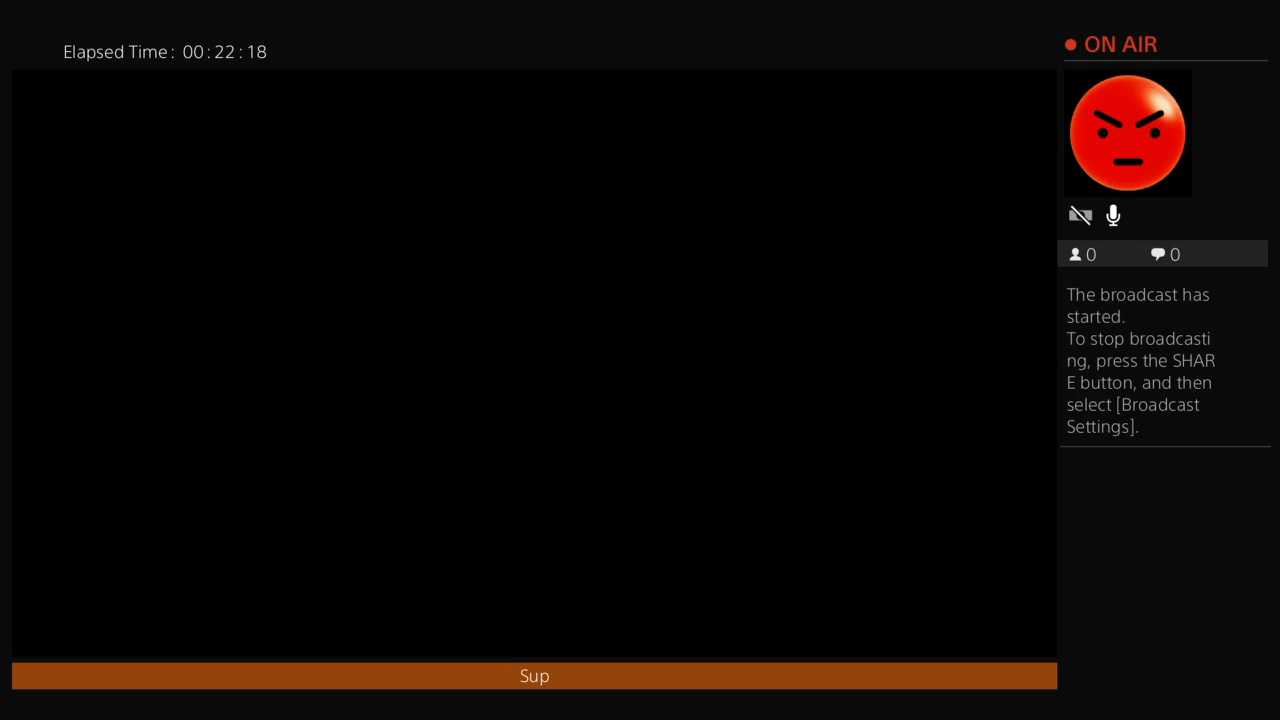 Elapsed Time: 00:22:18
ON AIR
0 0
The broadcast has
started.
To stop broadcasti
ng, press the SHAR
E button, and then
select [Broadcast
Settings].
Sup